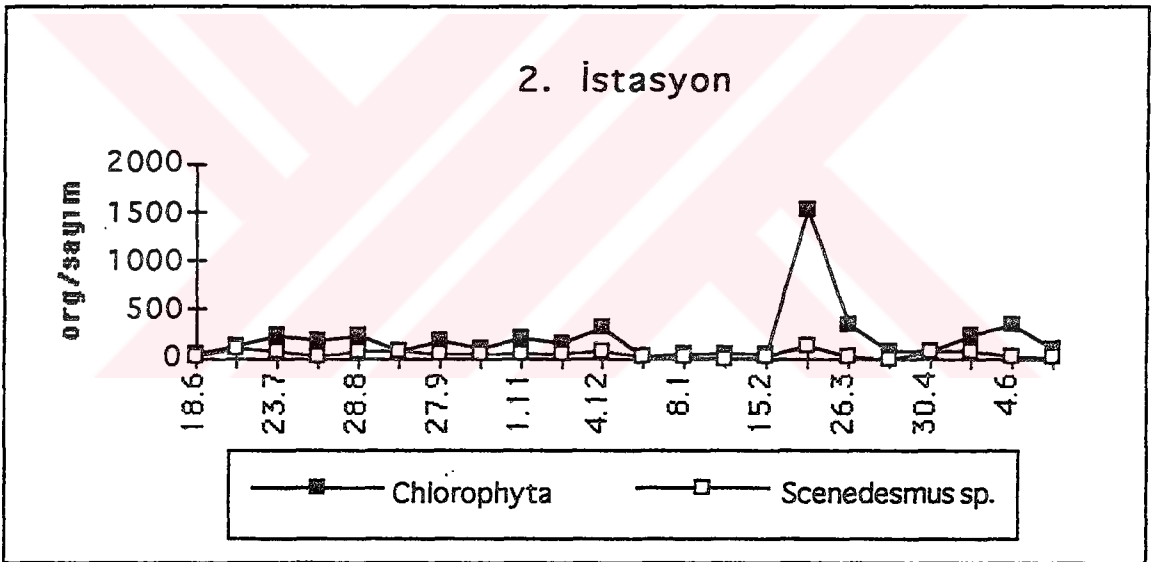 2. İstasyon
org/sayım
2000
1500
1000
500
0
18.6 23.7 28.8 27.9 1.11 4.12 8.1 15.2 26.3 30.4 4.6
Chlorophyta Scenedesmus sp.